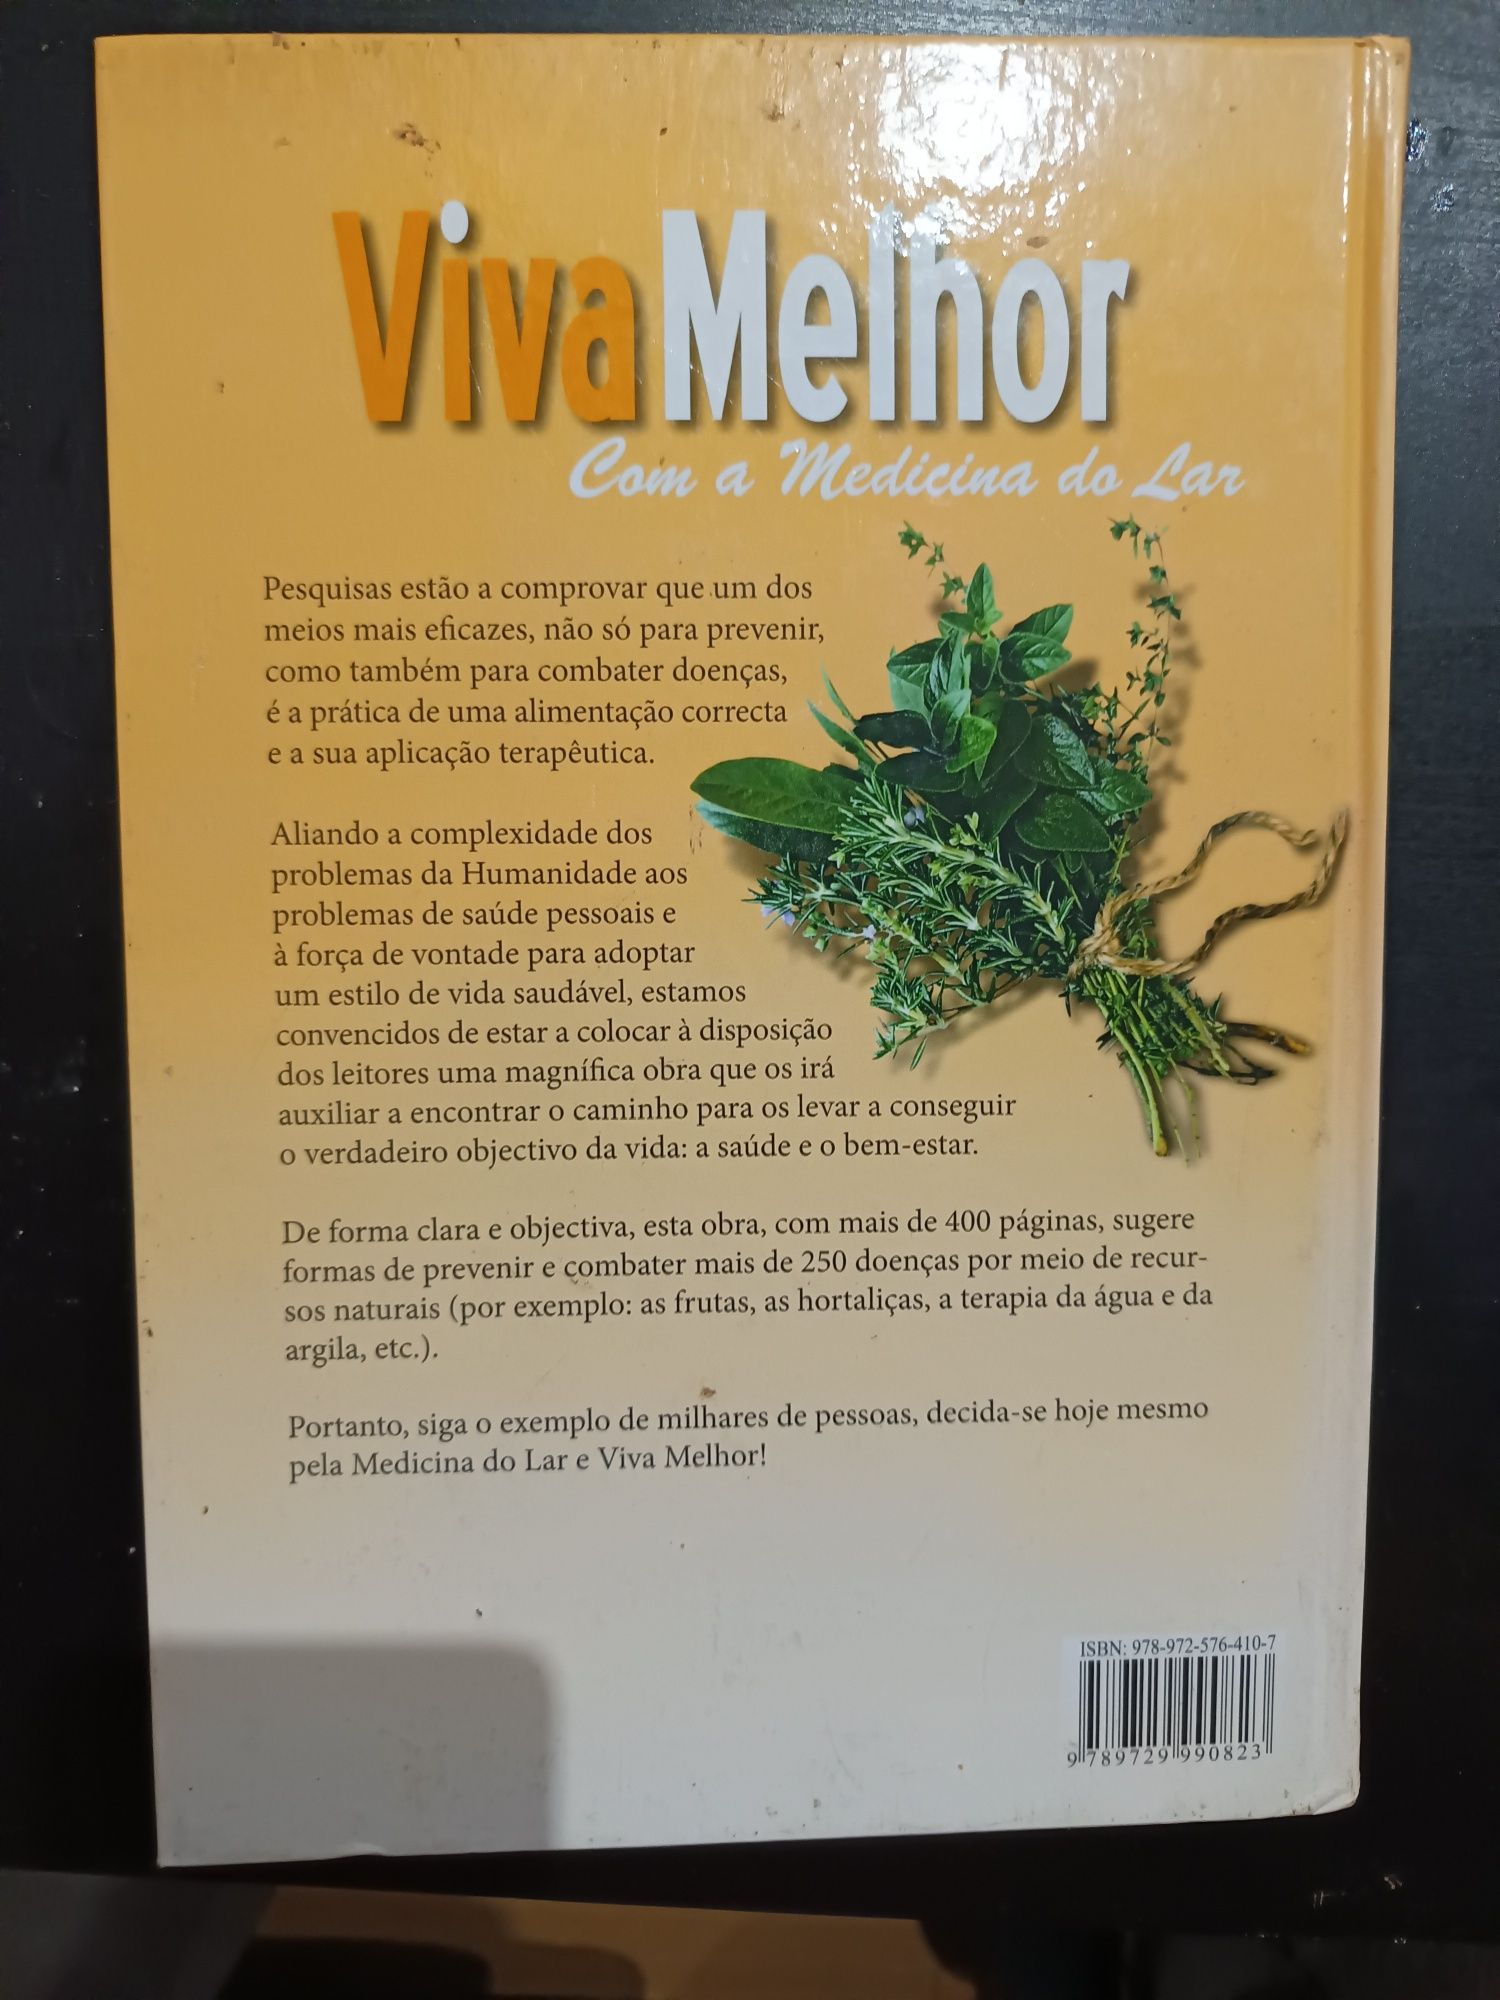 Viva Melhor
Com a Medicina do Lar
Pesquisas estão a comprovar que um dos
meios mais eficazes, não só para prevenir,
como também para combater doenças,
é a prática de uma alimentação correcta
e a sua aplicação terapêutica.
Aliando a complexidade dos
problemas da Humanidade aos
problemas de saúde pessoais e
à força de vontade para adoptar
um estilo de vida saudável, estamos
convencidos de estar a colocar à disposição
dos leitores uma magnífica obra que os irá
auxiliar a encontrar o caminho para os levar a conseguir
o verdadeiro objectivo da vida: a saúde e o bem-estar.
De forma clara e objectiva, esta obra, com mais de 400 páginas, sugere
formas de prevenir e combater mais de 250 doenças por meio de recur-
sos naturais (por exemplo: as frutas, as hortaliças, a terapia da água e da
argila, etc.).
Portanto, siga o exemplo de milhares de pessoas, decida-se hoje mesmo
pela Medicina do Lar e Viva Melhor!
ISBN: 978-972-576-410-7
9 789729 990823